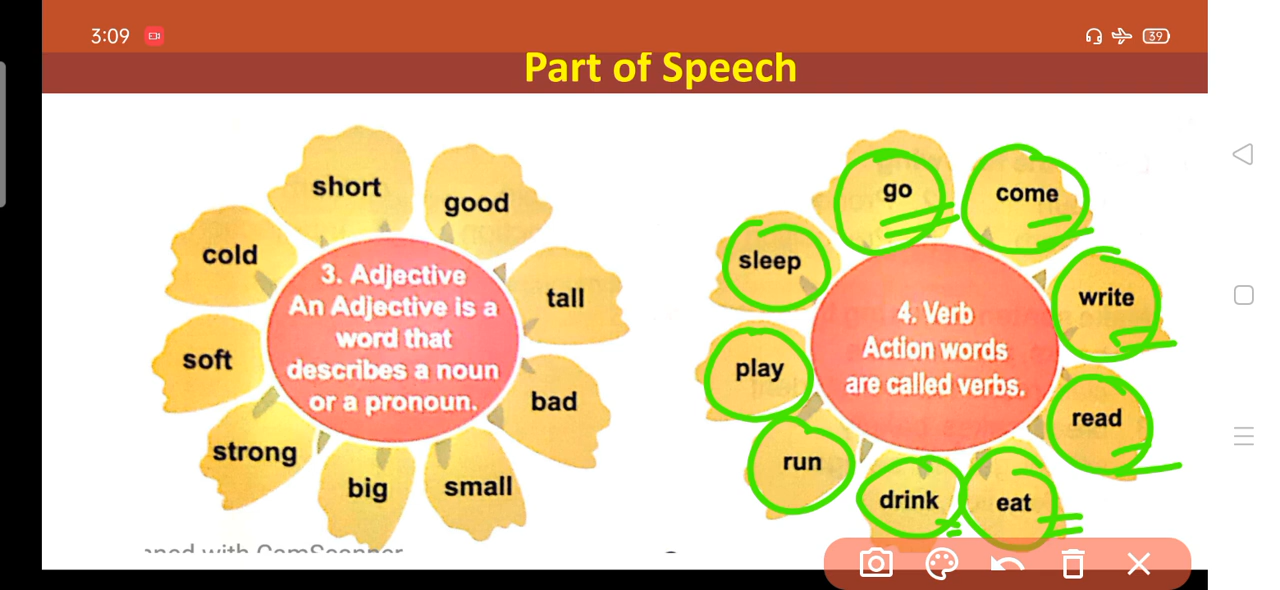 3:09
39
Part of Speech
short
good
cold
tall
soft
bad
strong
big
small
3. Adjective
An Adjective is a
word that
describes a noun
or a pronoun.
go
come
sleep
write
play
read
run
drink
eat
4. Verb
Action words
are called verbs.
with CamScanner